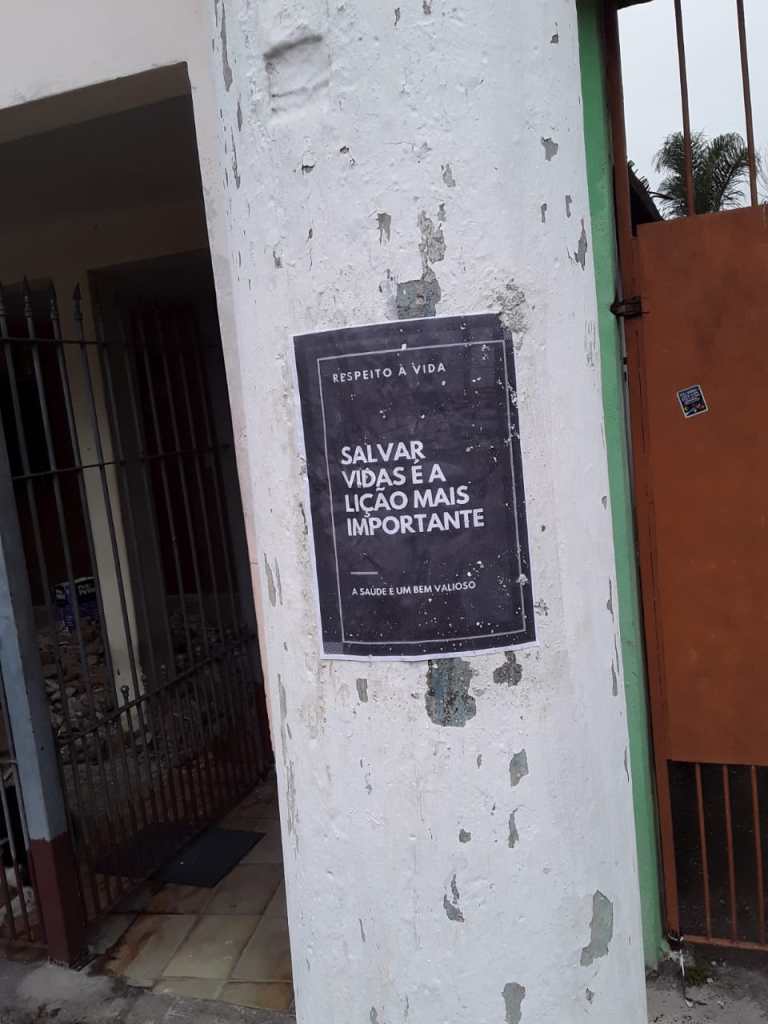 RESPEITO À VIDA
SALVAR
VIDAS É A
LIÇÃO MAIS
IMPORTANTE
A SAÚDE E UM BEM VALIOSO